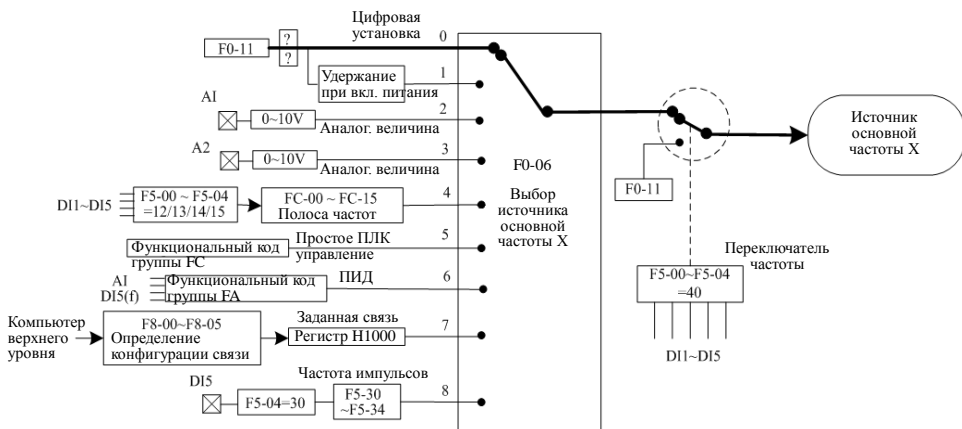 Цифровая
установка
0
F0-11
?
?
Удержание
при вкл. питания
1
AI
0~10V
Аналог. величина
2
A2
0~10V
Аналог. величина
3
DI1~DI5
F5-00 ~ F5-04
=12/13/14/15
FC-00 ~ FC-15
Полоса частот
4
Функциональный код
группы FC
Простое ПЛК
управление
5
AI
DI5(f)
Функциональный код
группы FA
ПИД
6
Компьютер
верхнего
уровня
F8-00~F8-05
Определение
конфигурации связи
Заданная связь
Регистр H1000
7
DI5
F5-04=30
Частота импульсов
F5-30
~F5-34
8
F0-06
Выбор
источника
основной
частоты X
F0-11
Источник
основной
частоты X
Переключатель
частоты
F5-00~F5-04
=40
DI1~DI5